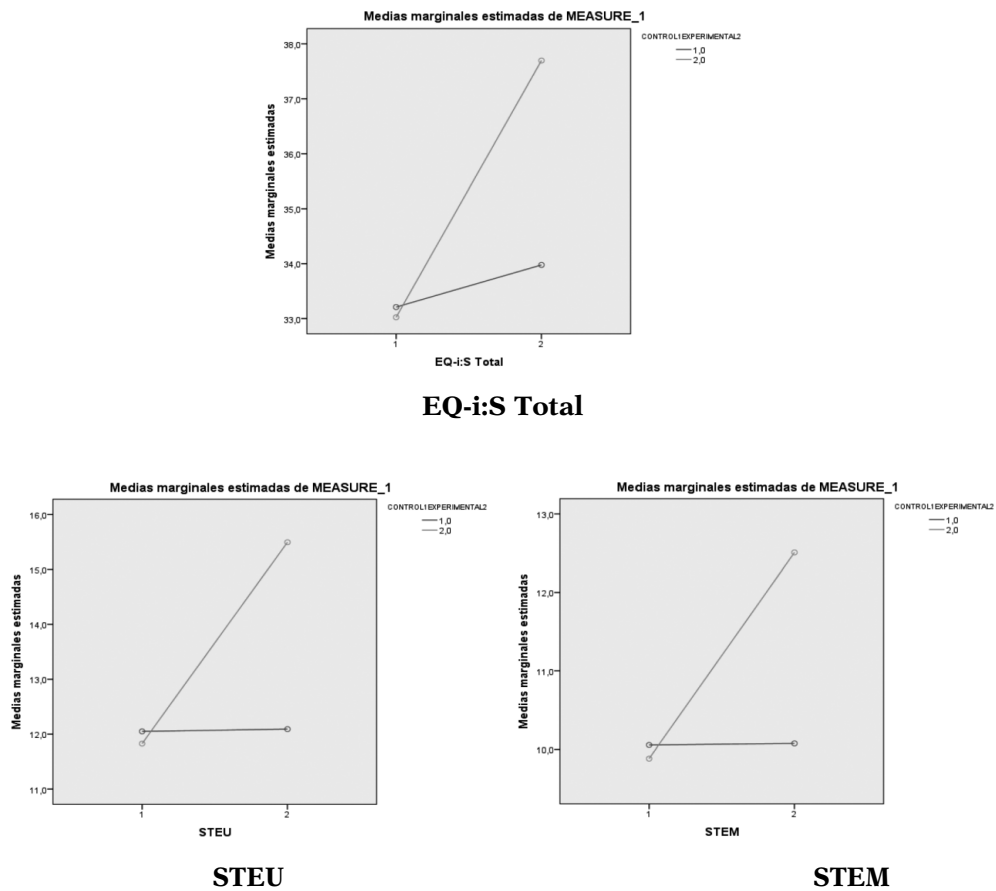 Medias marginales estimadas de MEASURE_1
CONTROL1EXPERIMENTAL2
1,0
2,0
Medias marginales estimadas
38,0
37,0
36,0
35,0
34,0
33,0
1 2
EQ-i:S Total
EQ-i:S Total
Medias marginales estimadas de MEASURE_1
CONTROL1EXPERIMENTAL2
1,0
2,0
Medias marginales estimadas
16,0
15,0
14,0
13,0
12,0
11,0
1 2
STEU
STEU
Medias marginales estimadas de MEASURE_1
CONTROL1EXPERIMENTAL2
1,0
2,0
Medias marginales estimadas
13,0
12,0
11,0
10,0
1 2
STEM
STEM